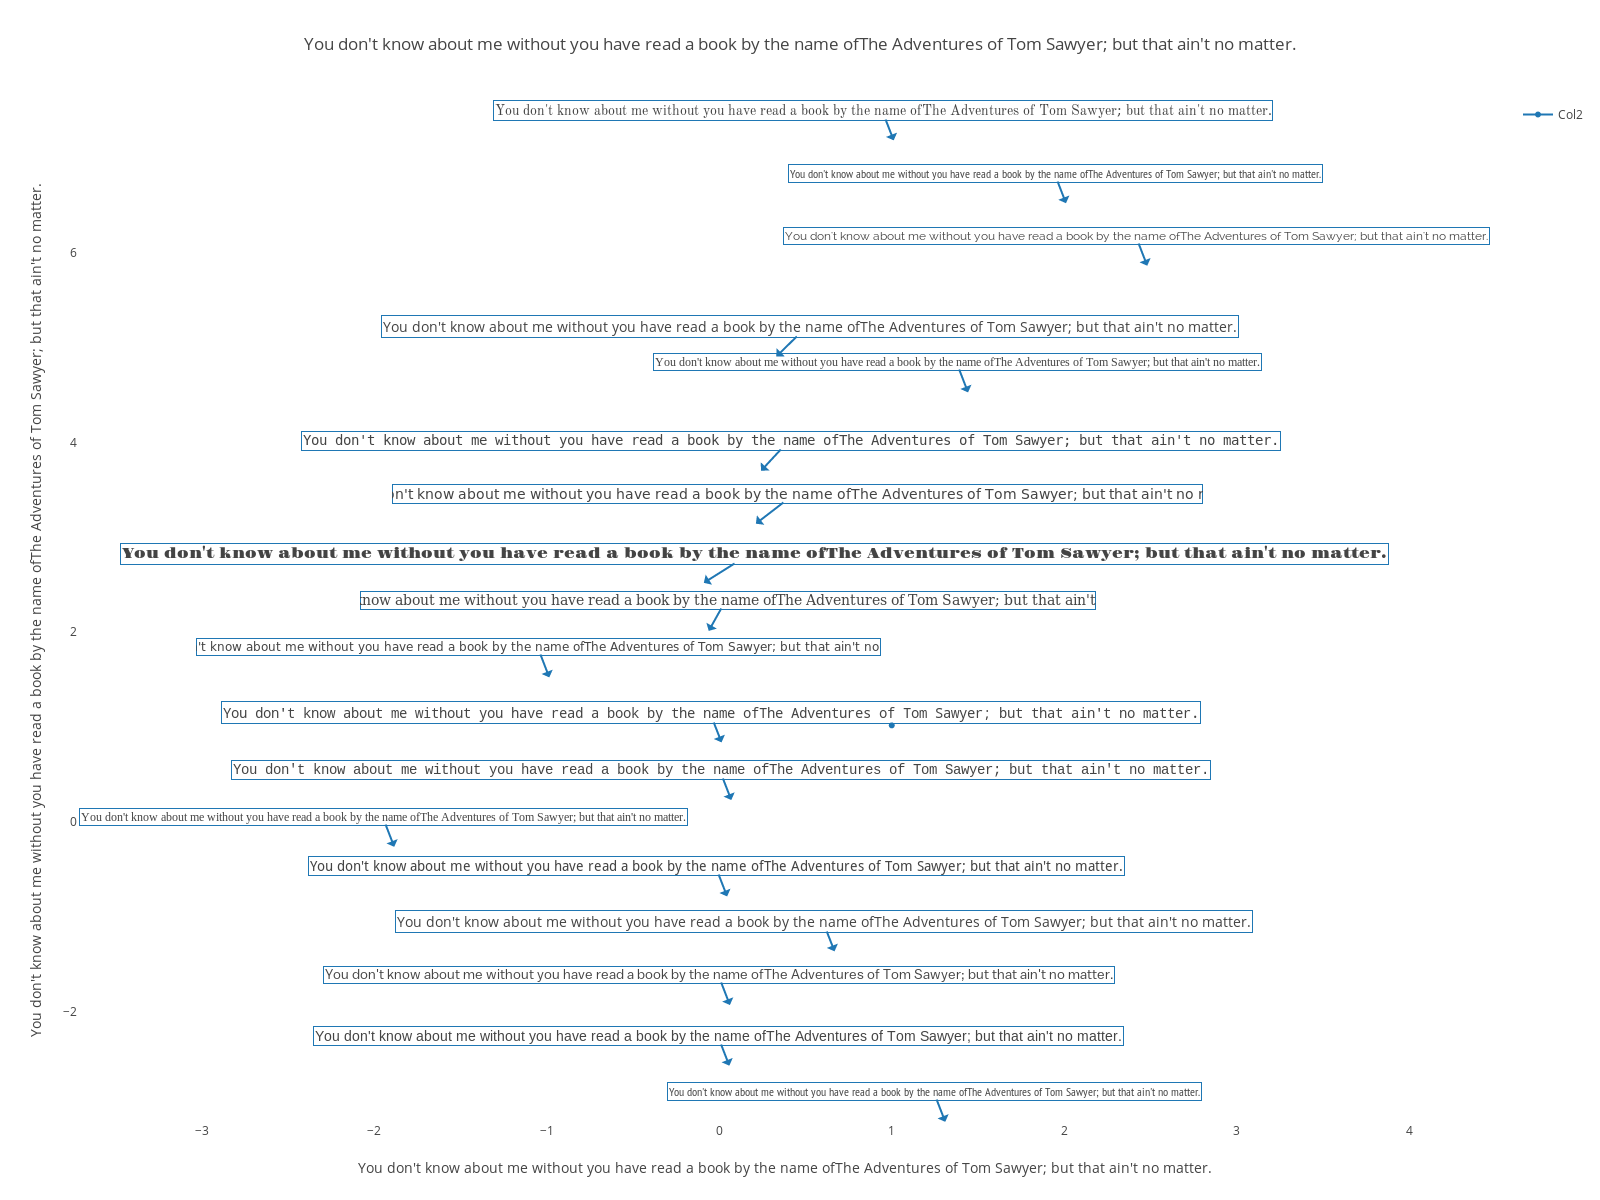 You don't know about me without you have read a book by the name ofThe Adventures of Tom Sawyer; but that ain't no matter.
You don't know about me without you have read a book by the name ofThe Adventures of Tom Sawyer; but that ain't no matter.
Col2
You don't know about me without you have read a book by the name ofThe Adventures of Tom Sawyer; but that ain't no matter.
You don't know about me without you have read a book by the name ofThe Adventures of Tom Sawyer; but that ain't no matter.
You don't know about me without you have read a book by the name ofThe Adventures of Tom Sawyer; but that ain't no matter.
6
You don't know about me without you have read a book by the name ofThe Adventures of Tom Sawyer; but that ain't no matter.
You don't know about me without you have read a book by the name ofThe Adventures of Tom Sawyer; but that ain't no matter.
4
You don't know about me without you have read a book by the name ofThe Adventures of Tom Sawyer; but that ain't no matter.
n't know about me without you have read a book by the name ofThe Adventures of Tom Sawyer; but that ain't no
You don't know about me without you have read a book by the name ofThe Adventures of Tom Sawyer; but that ain't no matter.
now about me without you have read a book by the name ofThe Adventures of Tom Sawyer; but that ain't
2
't know about me without you have read a book by the name ofThe Adventures of Tom Sawyer; but that ain't no
You don't know about me without you have read a book by the name ofThe Adventures of Tom Sawyer; but that ain't no matter.
You don't know about me without you have read a book by the name ofThe Adventures of Tom Sawyer; but that ain't no matter.
0
You don't know about me without you have read a book by the name ofThe Adventures of Tom Sawyer; but that ain't no matter.
You don't know about me without you have read a book by the name ofThe Adventures of Tom Sawyer; but that ain't no matter.
You don't know about me without you have read a book by the name ofThe Adventures of Tom Sawyer; but that ain't no matter.
You don't know about me without you have read a book by the name ofThe Adventures of Tom Sawyer; but that ain't no matter.
−2
You don't know about me without you have read a book by the name ofThe Adventures of Tom Sawyer; but that ain't no matter.
You don't know about me without you have read a book by the name ofThe Adventures of Tom Sawyer; but that ain't no matter.
−3 −2 −1 0 1 2 3 4
You don't know about me without you have read a book by the name ofThe Adventures of Tom Sawyer; but that ain't no matter.